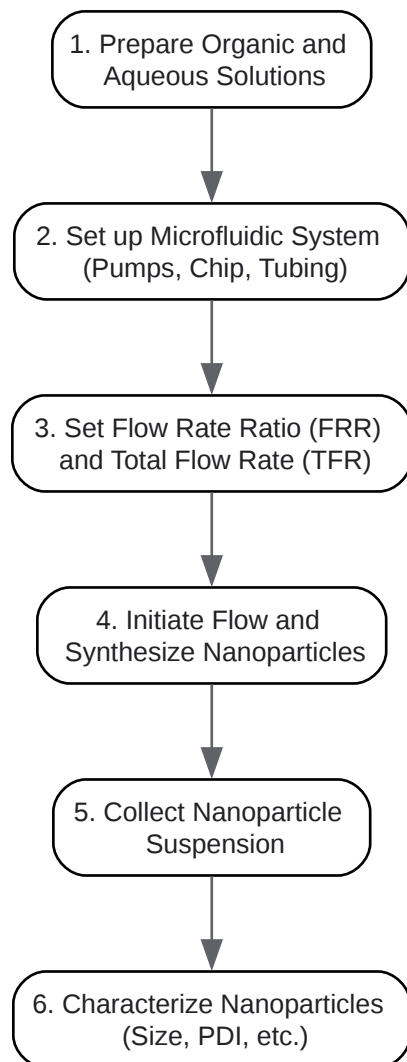 1. Prepare Organic and
Aqueous Solutions
2. Set up Microfluidic System
(Pumps, Chip, Tubing)
3. Set Flow Rate Ratio (FRR)
and Total Flow Rate (TFR)
4. Initiate Flow and
Synthesize Nanoparticles
5. Collect Nanoparticle
Suspension
6. Characterize Nanoparticles
(Size, PDI, etc.)